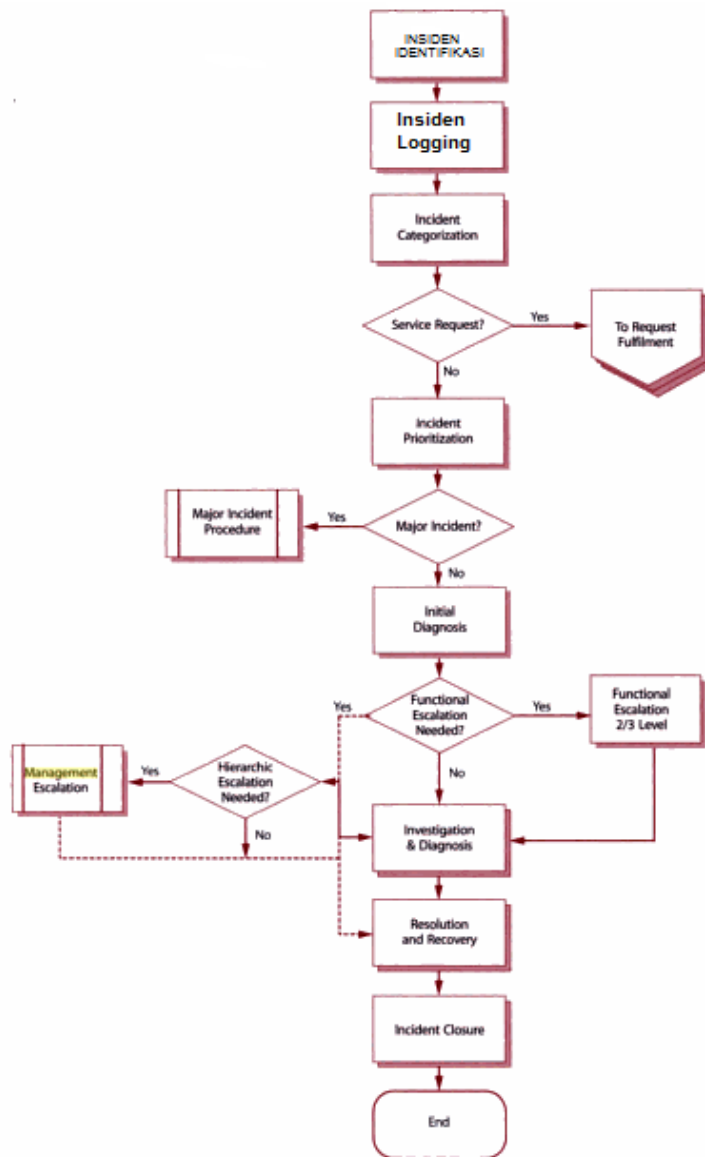 INSIDEN
IDENTIFIKASI
Insiden
Logging
Incident
Categorization
Service Request?
Yes
To Request
Fulfilment
No
Incident
Prioritization
Major Incident
Procedure
Yes
Major Incident?
No
Initial
Diagnosis
Yes
Functional
Escalation
Needed?
Yes
Functional
Escalation
2/3 Level
Management
Escalation
Yes
Hierarchic
Escalation
Needed?
No
No
Investigation
& Diagnosis
Resolution
and Recovery
Incident Closure
End